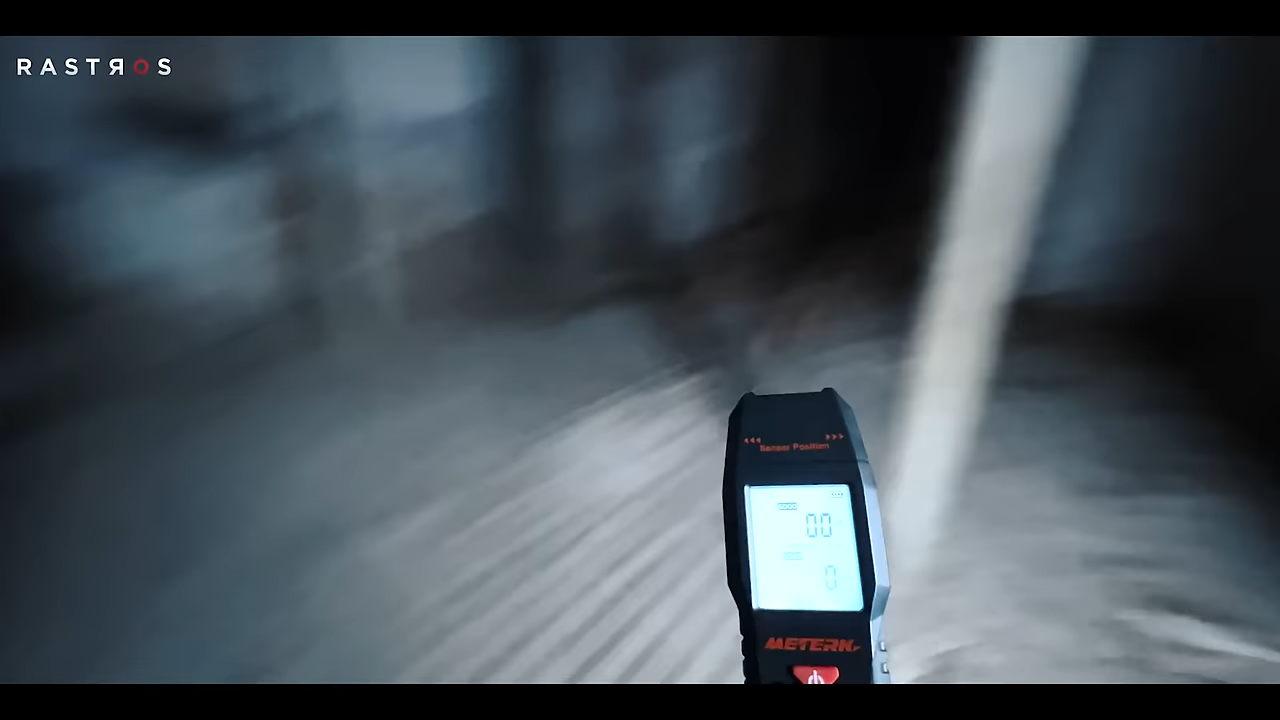 RASTЯOS
<<< >>>
Sensor Position
00
0
METERK